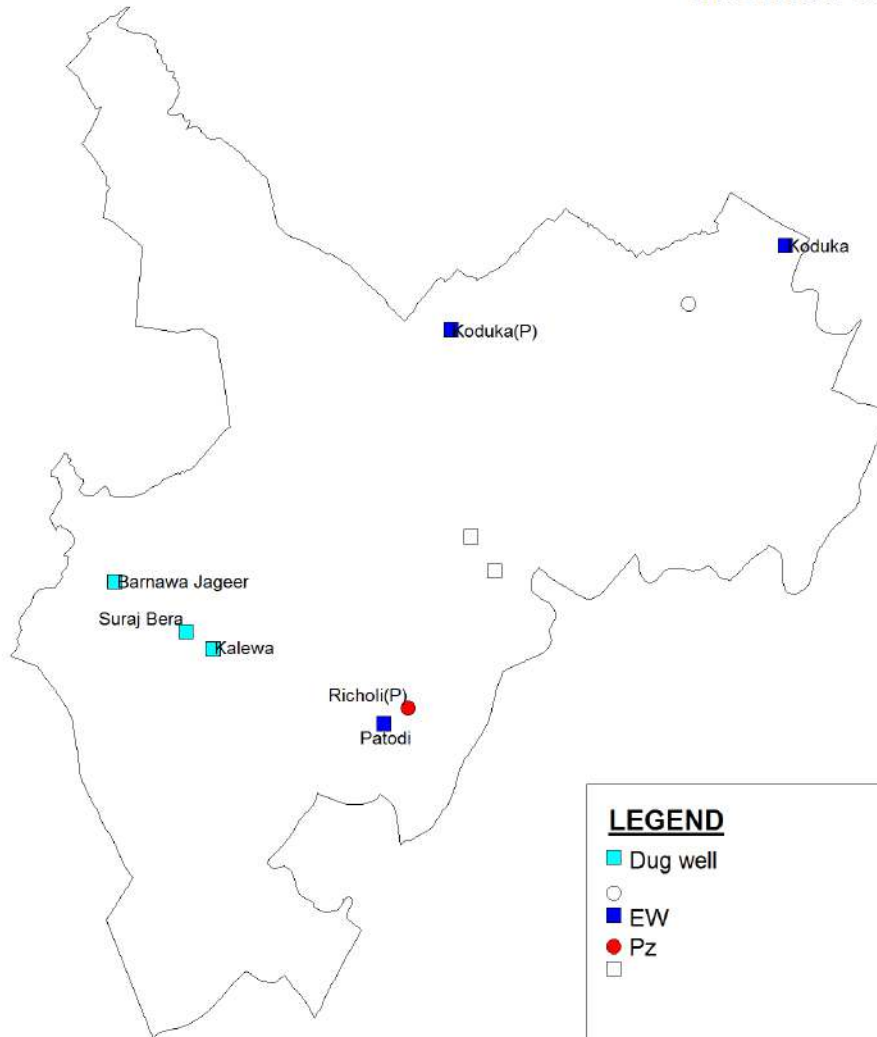 Koduka
Koduka(P)
Barnawa Jageer
Suraj Bera
Kalewa
Richoli(P)
Patodi
LEGEND
Dug well
EW
Pz